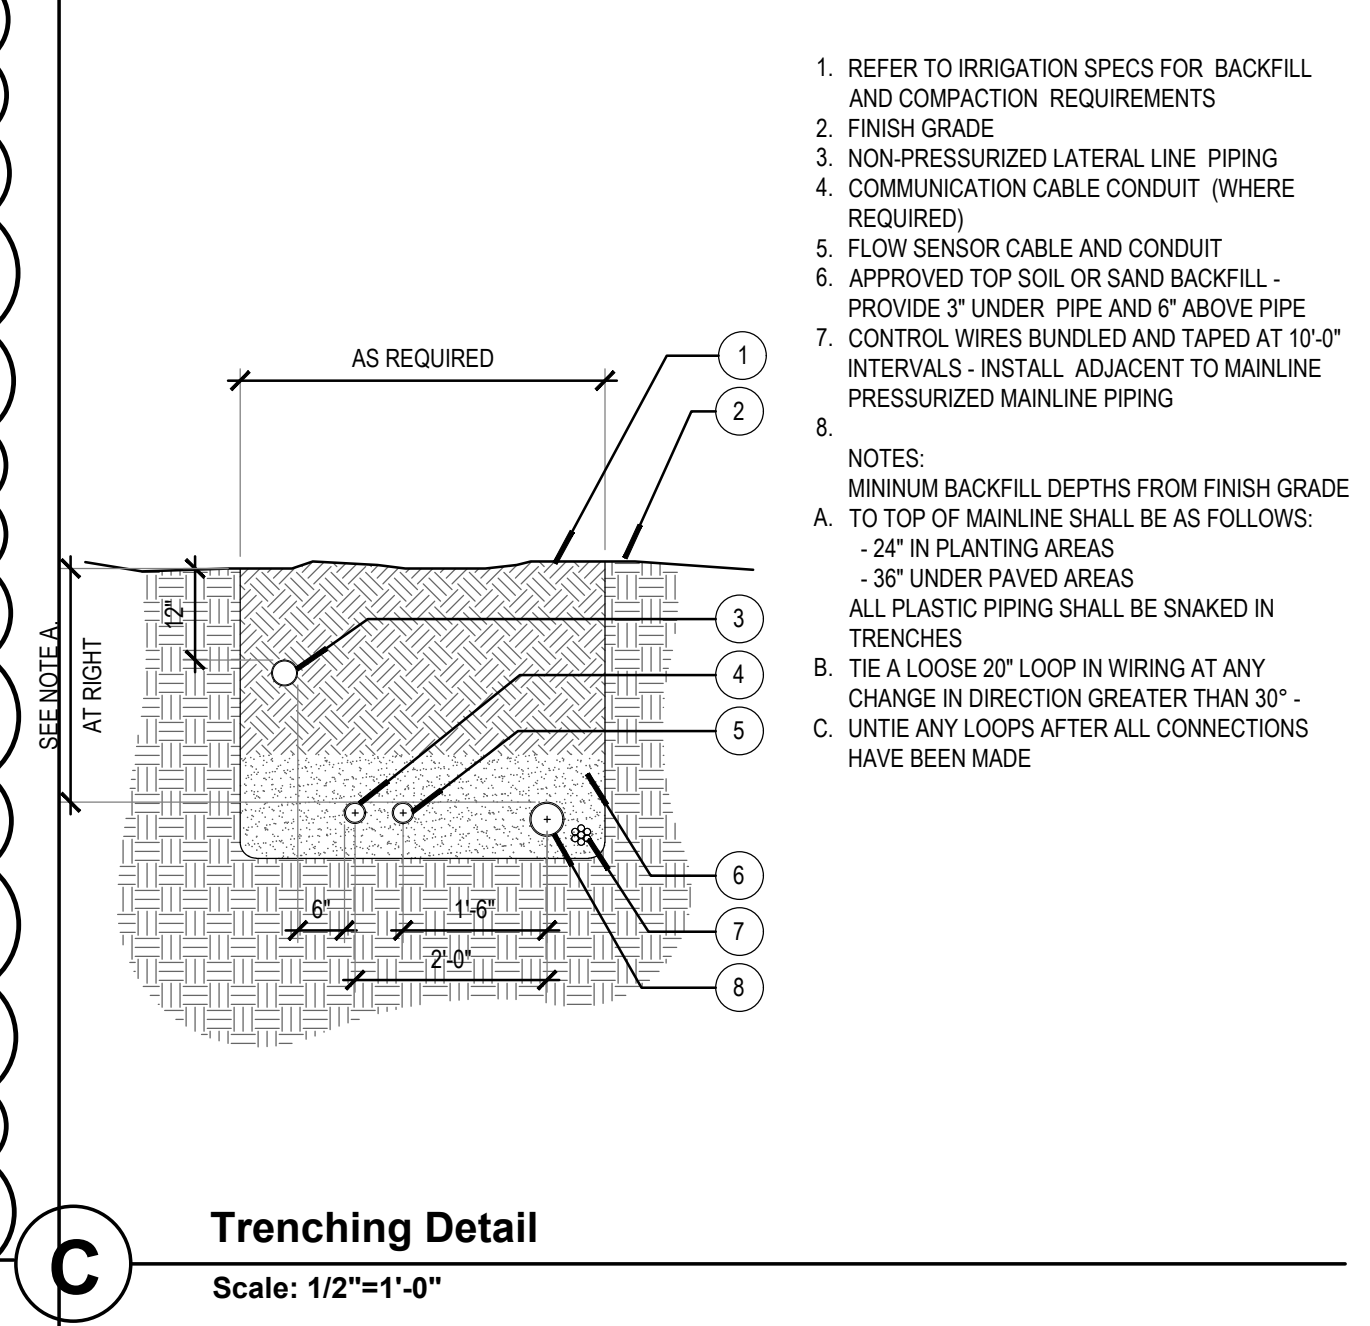 1. REFER TO IRRIGATION SPECS FOR BACKFILL
AND COMPACTION REQUIREMENTS
2. FINISH GRADE
3. NON-PRESSURIZED LATERAL LINE PIPING
4. COMMUNICATION CABLE CONDUIT (WHERE
REQUIRED)
5. FLOW SENSOR CABLE AND CONDUIT
6. APPROVED TOP SOIL OR SAND BACKFILL -
PROVIDE 3" UNDER PIPE AND 6" ABOVE PIPE
7. CONTROL WIRES BUNDLED AND TAPED AT 10'-0"
INTERVALS - INSTALL ADJACENT TO MAINLINE
PRESSURIZED MAINLINE PIPING
8.
NOTES:
MININUM BACKFILL DEPTHS FROM FINISH GRADE
A. TO TOP OF MAINLINE SHALL BE AS FOLLOWS:
- 24" IN PLANTING AREAS
- 36" UNDER PAVED AREAS
ALL PLASTIC PIPING SHALL BE SNAKED IN
TRENCHES
B. TIE A LOOSE 20" LOOP IN WIRING AT ANY
CHANGE IN DIRECTION GREATER THAN 30° -
C. UNTIE ANY LOOPS AFTER ALL CONNECTIONS
HAVE BEEN MADE
AS REQUIRED
1
2
3
4
5
6
7
8
12"
SEE NOTE A.
AT RIGHT
6"
1'-6"
2'-0"
C
Trenching Detail
Scale: 1/2"=1'-0"